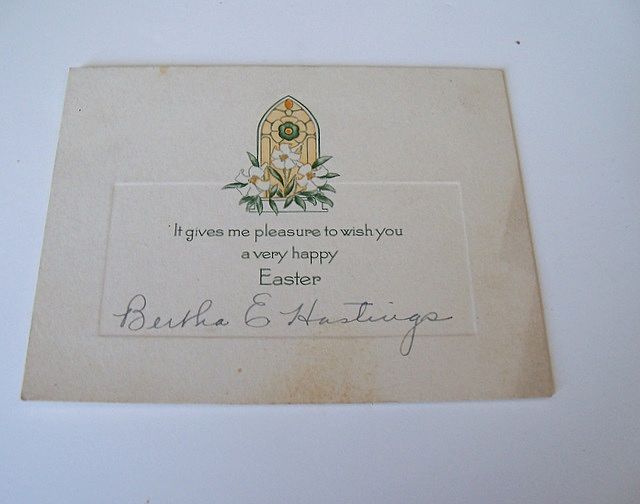 It gives me pleasure to wish you
a very happy
Easter
Bertha E Hastings